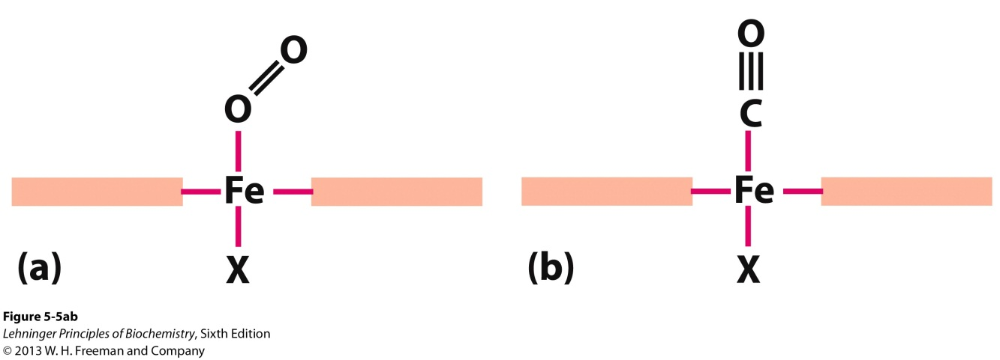 O
O
Fe
X
(a)
O
C
Fe
X
(b)
Figure 5-5ab
Lehninger Principles of Biochemistry, Sixth Edition
© 2013 W. H. Freeman and Company